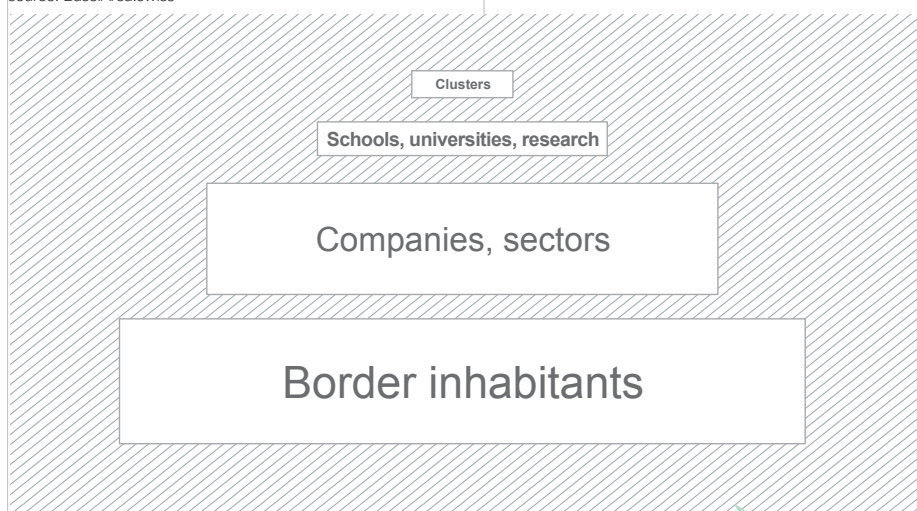 Clusters
Schools, universities, research
Companies, sectors
Border inhabitants